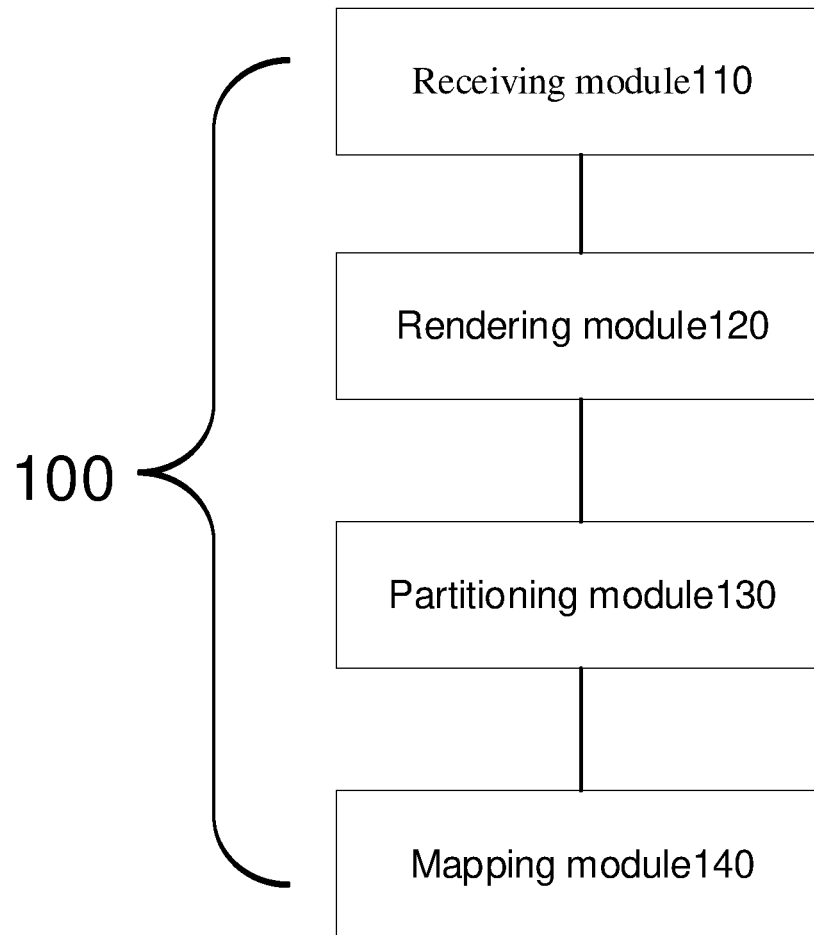 Receiving module110
Rendering module120
100
Partitioning module130
Mapping module140